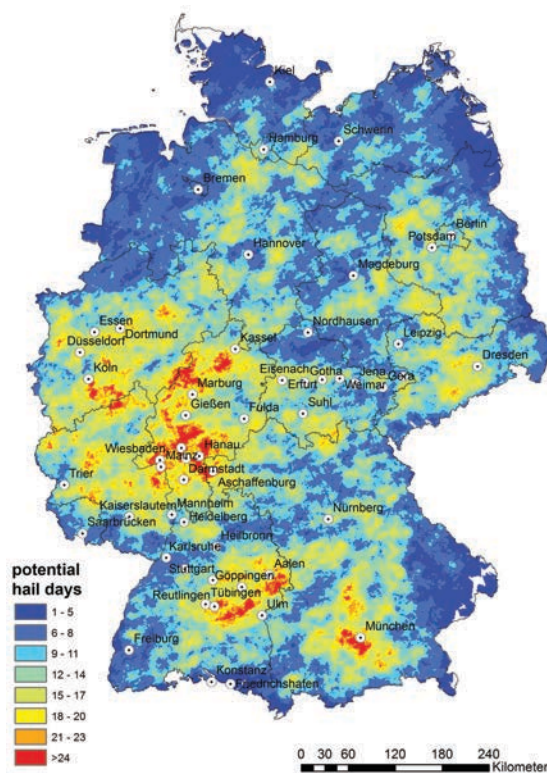 Kiel
Schwerin
Hamburg
Bremen
Berlin
Potsdam
Hannover
Magdeburg
Essen
Dortmund
Nordhausen
Leipzig
Düsseldorf
Kassel
Dresden
Köln
Eisenach Gotha Jena
Marburg
Erfurt Weimar Gera
Gießen
Fulda
Suhl
Wiesbaden Hanau
Mainz
Trier
Darmstadt
Aschaffenburg
Kaiserslautern Mannheim
Saarbrücken
Heidelberg
Nürnberg
Heilbronn
Karlsruhe
Stuttgart
Aalen
Göppingen
Reutlingen Tübingen
Ulm
München
Freiburg
Konstanz
Friedrichshafen
potential
hail days
1 - 5
6 - 8
9 - 11
12 - 14
15 - 17
18 - 20
21 - 23
>24
0 30 60 120 180 240
Kilometer